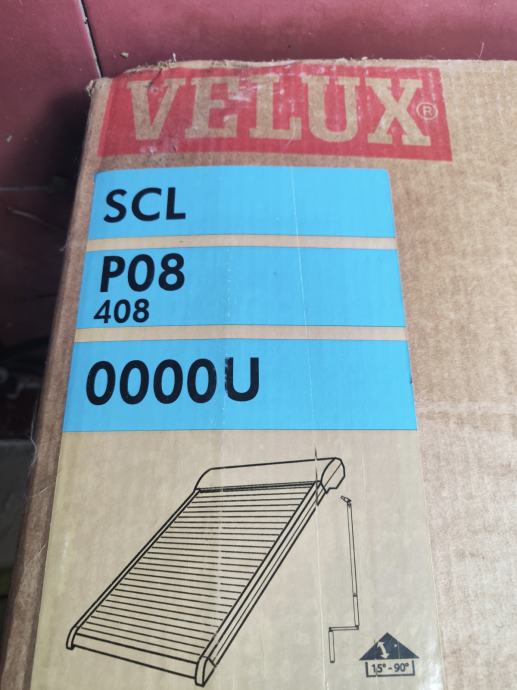 VELUX®
SCL
P08
408
0000U
15° - 90°